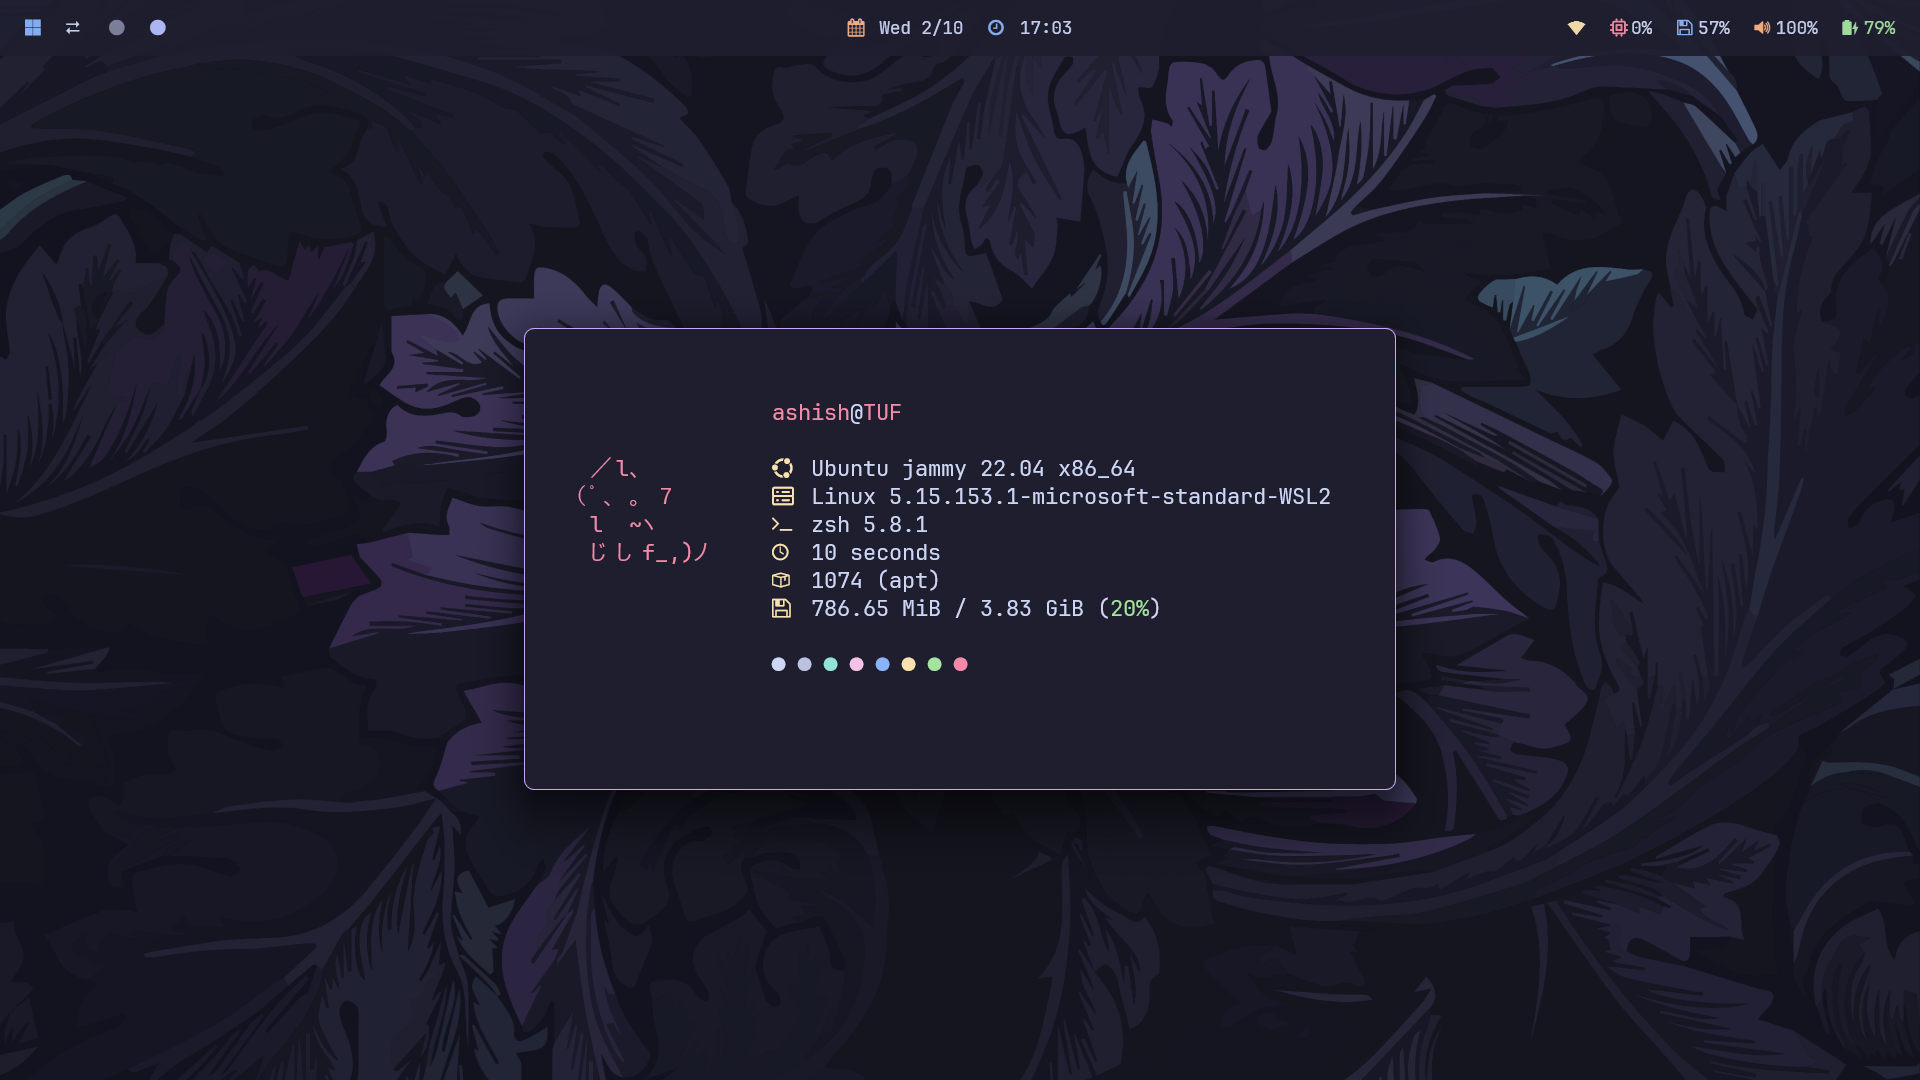 Wed 2/10 17:03 0% 57% 100% 79%
ashish@TUF
／l、
(ﾟ､ 。 7
l ~ヽ
じしf_,)ノ
Ubuntu jammy 22.04 x86_64
Linux 5.15.153.1-microsoft-standard-WSL2
zsh 5.8.1
10 seconds
1074 (apt)
786.65 MiB / 3.83 GiB (20%)